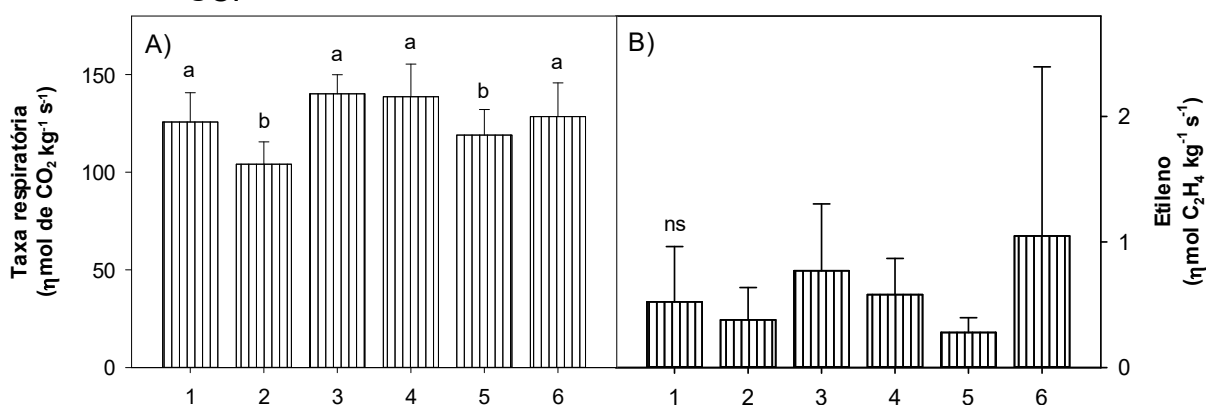 A)
B)
a
b
a
a
b
a
ns
150
100
50
0
2
1
0
Taxa respiratória
(ηmol de CO₂ kg⁻¹ s⁻¹)
Etileno
(ηmol C₂H₄ kg⁻¹ s⁻¹)
1 2 3 4 5 6
1 2 3 4 5 6